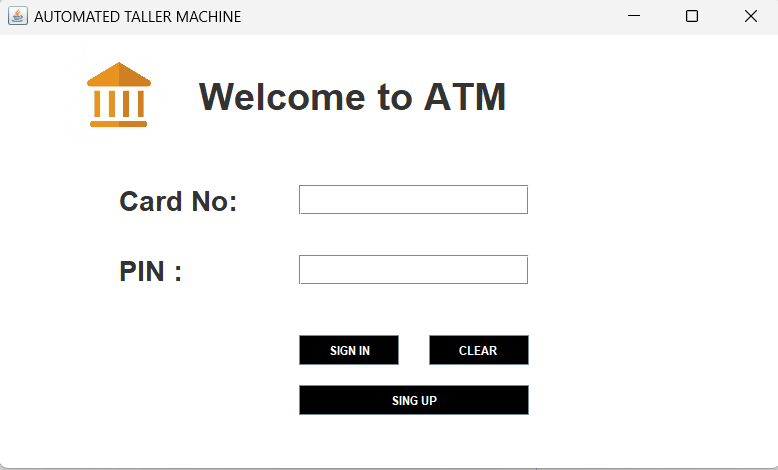 AUTOMATED TALLER MACHINE
Welcome to ATM
Card No:
PIN :
SIGN IN CLEAR
SING UP